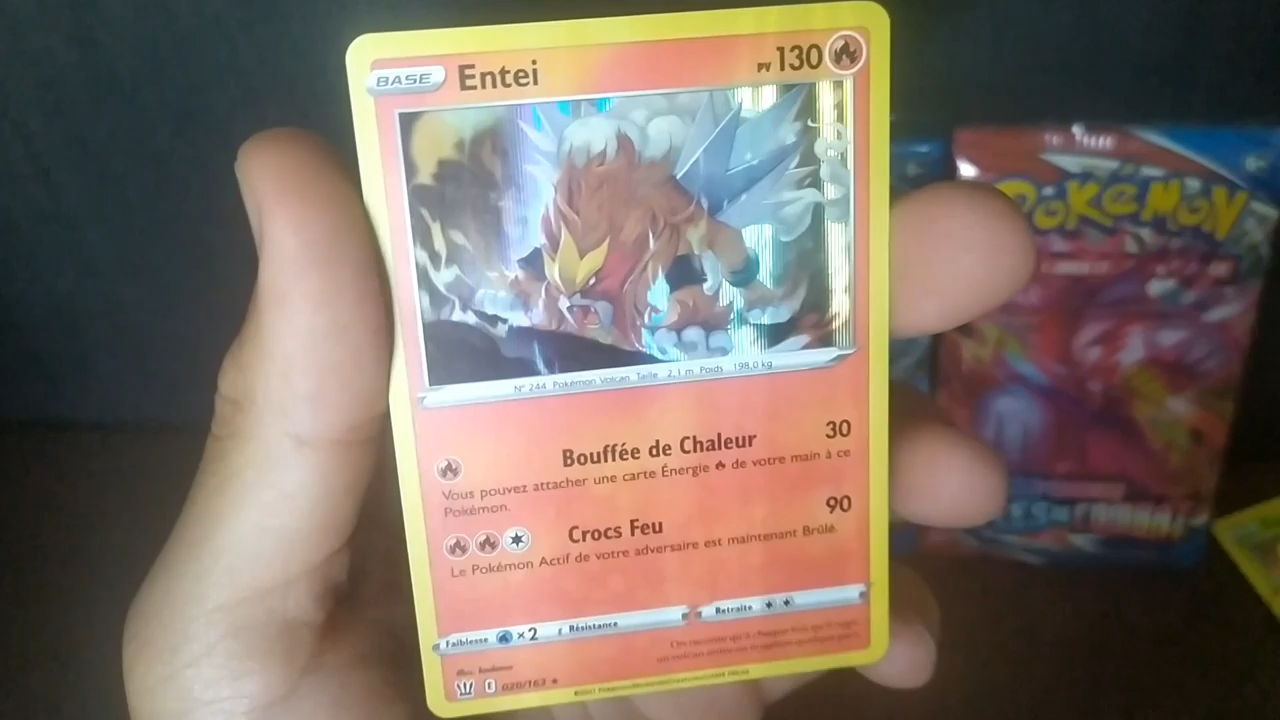 BASE Entei PV 130
N° 244 Pokémon Volcan Taille 2,1 m Poids 198,0 kg
Bouffée de Chaleur 30
Vous pouvez attacher une carte Énergie de votre main à ce
Pokémon.
Crocs Feu 90
Le Pokémon Actif de votre adversaire est maintenant Brûlé.
Faiblesse ×2 Résistance Retraite
Illus.
E 020/163
POKÉMON